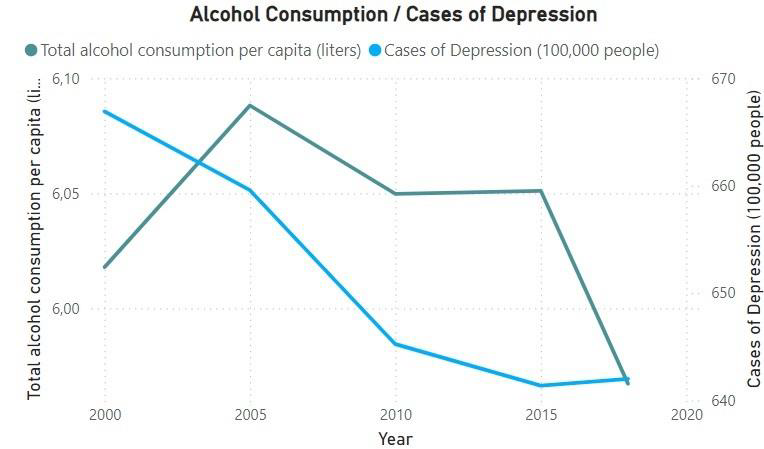 Alcohol Consumption / Cases of Depression
Total alcohol consumption per capita (liters) Cases of Depression (100,000 people)
Total alcohol consumption per capita (li...
6,10
6,05
6,00
670
660
650
640
Cases of Depression (100,000 people)
2000 2005 2010 2015 2020
Year